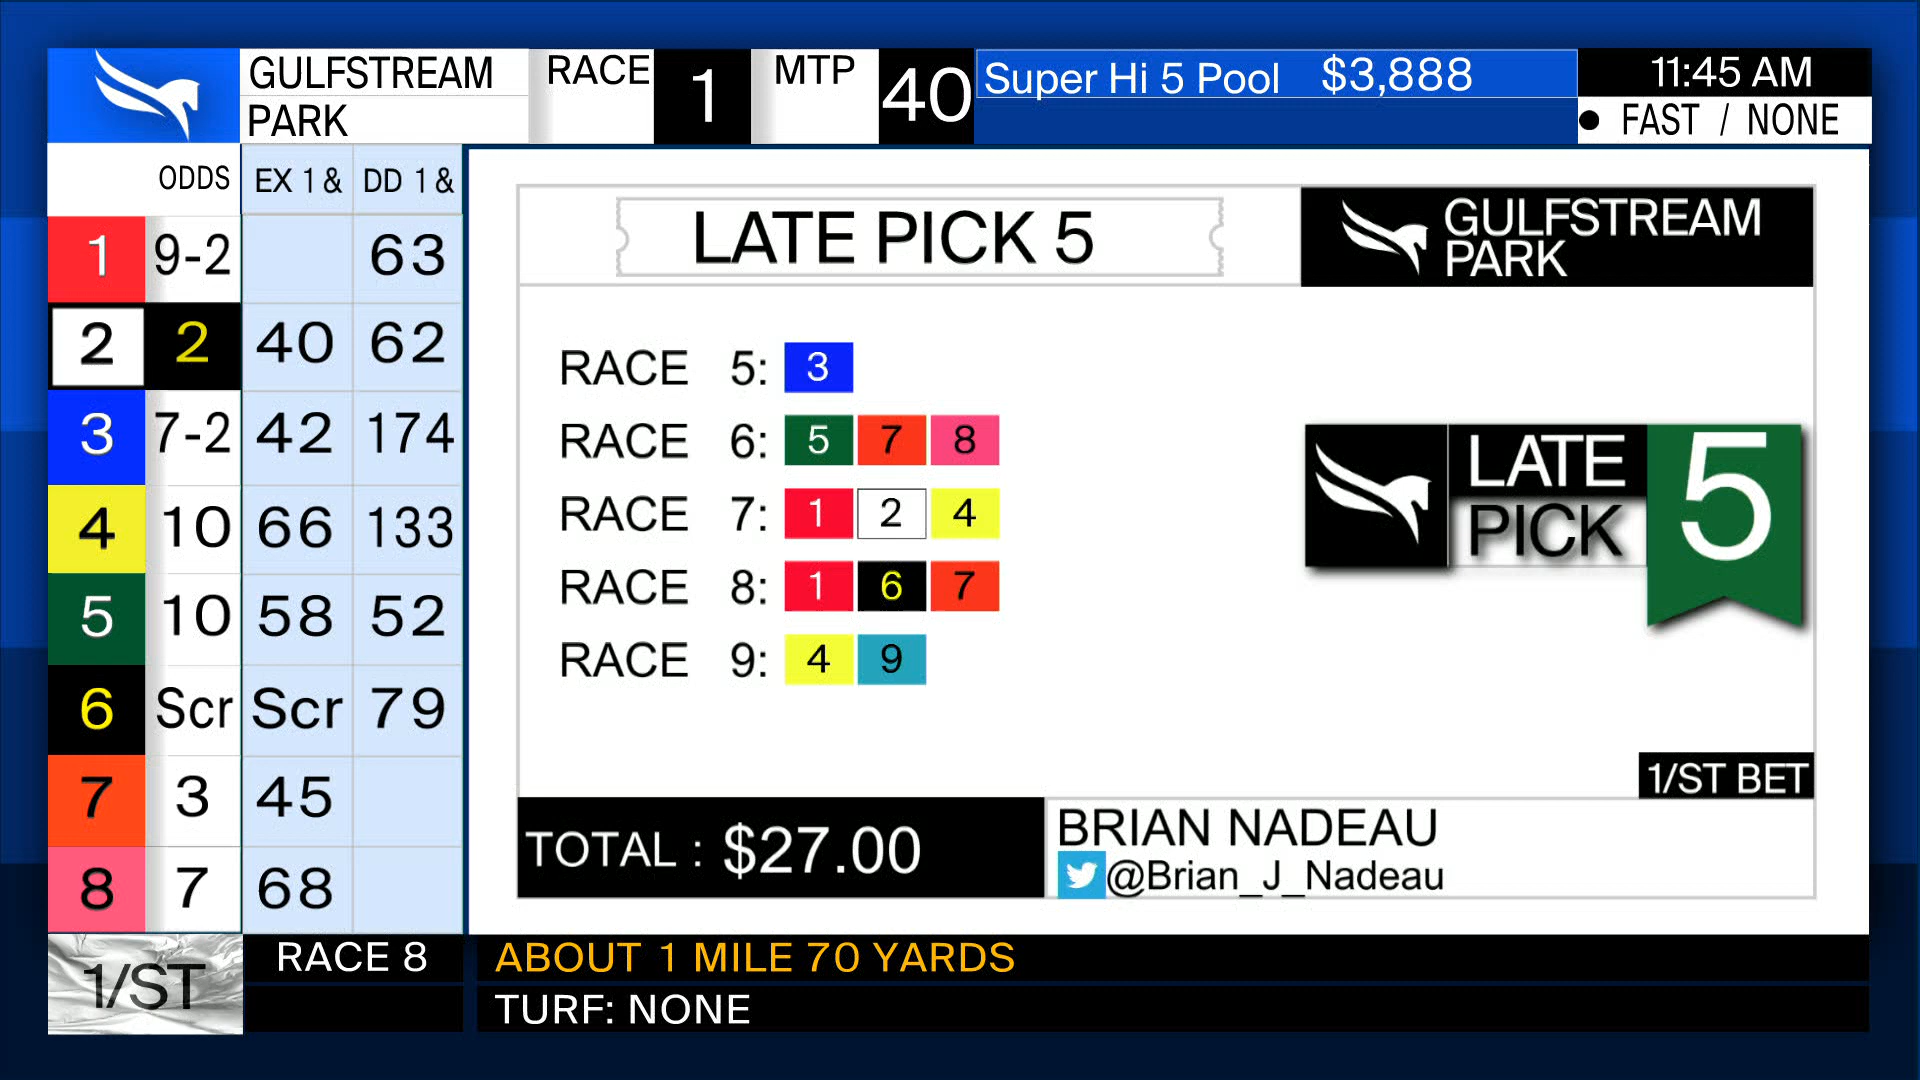 GULFSTREAM PARK
RACE 1 MTP 40
Super Hi 5 Pool $3,888
11:45 AM
FAST / NONE
ODDS EX 1 & DD 1 &
1 9-2 63
2 2 40 62
3 7-2 42 174
4 10 66 133
5 10 58 52
6 Scr Scr 79
7 3 45
8 7 68
LATE PICK 5
GULFSTREAM
PARK
RACE 5: 3
RACE 6: 5 7 8
RACE 7: 1 2 4
RACE 8: 1 6 7
RACE 9: 4 9
LATE
PICK
5
1/ST BET
TOTAL : $27.00
BRIAN NADEAU
@Brian_J_Nadeau
1/ST
RACE 8
ABOUT 1 MILE 70 YARDS
TURF: NONE